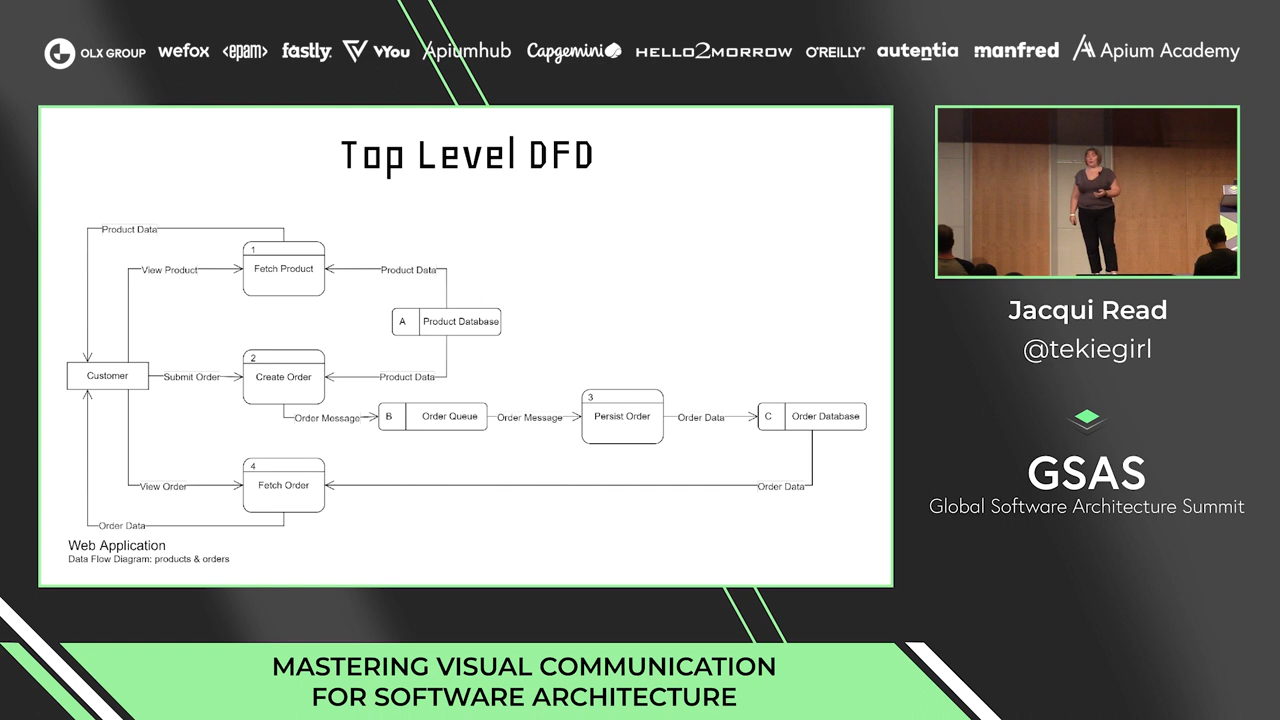 OLX GROUP wefox <epam> fastly. VYou Apiumhub Capgemini HELLO2MORROW O'REILLY® autentia manfred Apium Academy
Top Level DFD
Product Data
1
View Product
Fetch Product
Product Data
A
Product Database
2
Customer
Submit Order
Create Order
Product Data
3
Order Message
B
Order Queue
Order Message
Persist Order
Order Data
C
Order Database
4
View Order
Fetch Order
Order Data
Order Data
Web Application
Data Flow Diagram: products & orders
Jacqui Read
@tekiegirl
GSAS
Global Software Architecture Summit
MASTERING VISUAL COMMUNICATION
FOR SOFTWARE ARCHITECTURE